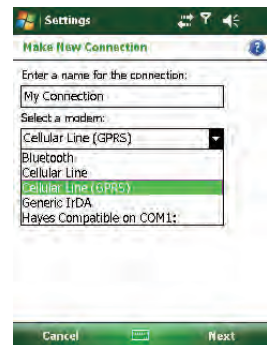 Settings
Make New Connection
Enter a name for the connection:
My Connection
Select a modem:
Cellular Line (GPRS)
Bluetooth
Cellular Line
Cellular Line (GPRS)
Generic IrDA
Hayes Compatible on COM1:
Cancel
Next